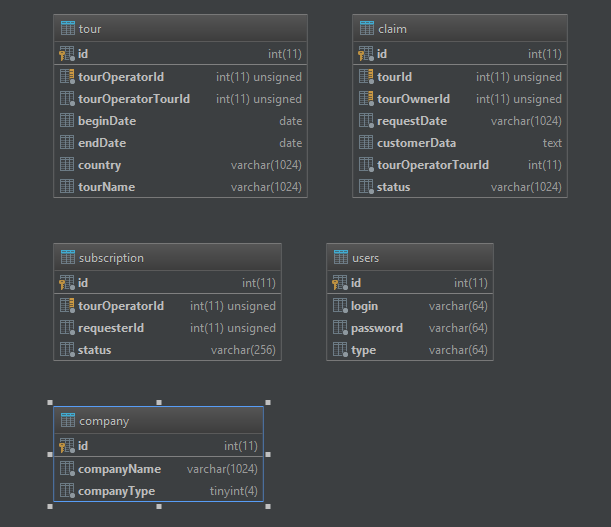 tour
id int(11)
tourOperatorId int(11) unsigned
tourOperatorTourId int(11) unsigned
beginDate date
endDate date
country varchar(1024)
tourName varchar(1024)
claim
id int(11)
tourId int(11) unsigned
tourOwnerId int(11) unsigned
requestDate varchar(1024)
customerData text
tourOperatorTourId int(11)
status varchar(1024)
subscription
id int(11)
tourOperatorId int(11) unsigned
requesterId int(11) unsigned
status varchar(256)
users
id int(11)
login varchar(64)
password varchar(64)
type varchar(64)
company
id int(11)
companyName varchar(1024)
companyType tinyint(4)